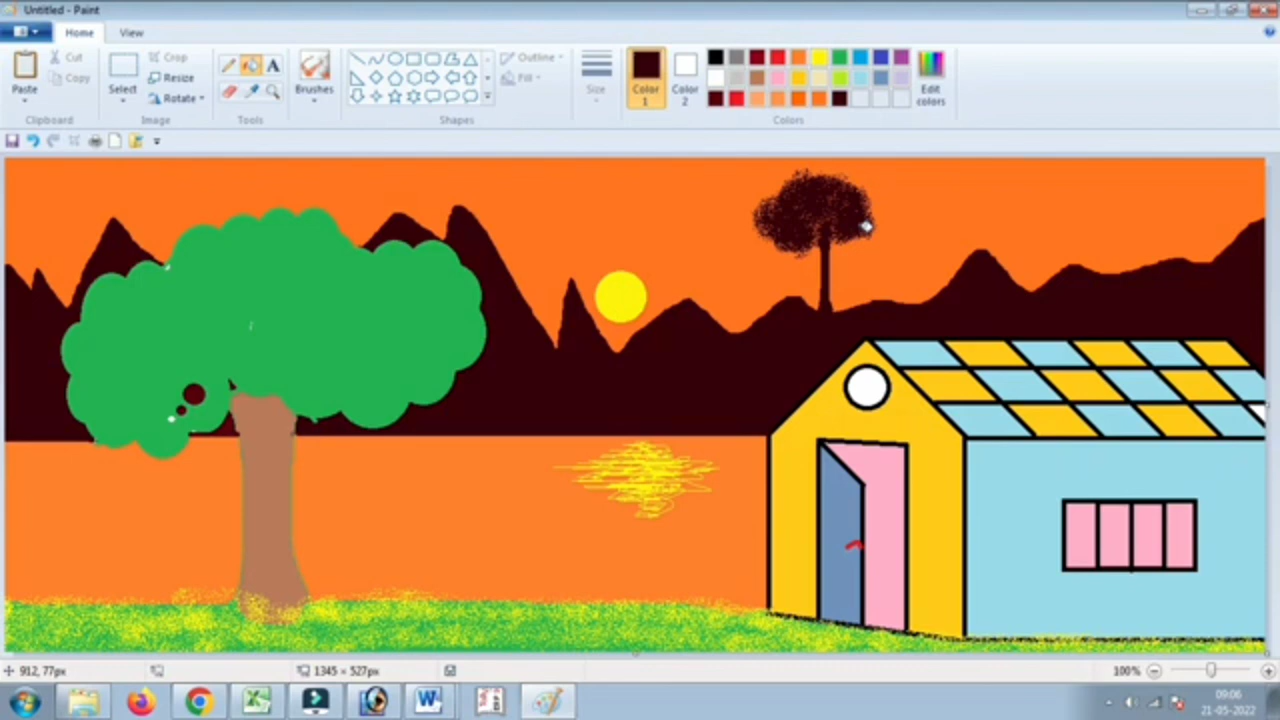 Untitled - Paint
Home View
Paste
Cut
Copy
Clipboard
Select
Crop
Resize
Rotate
Image
A
Tools
Brushes
Shapes
Outline
Fill
Size
Color
1
Color
2
Colors
Edit
colors
912, 77px
1345 × 527px
100%
W
09:06
21-05-2022